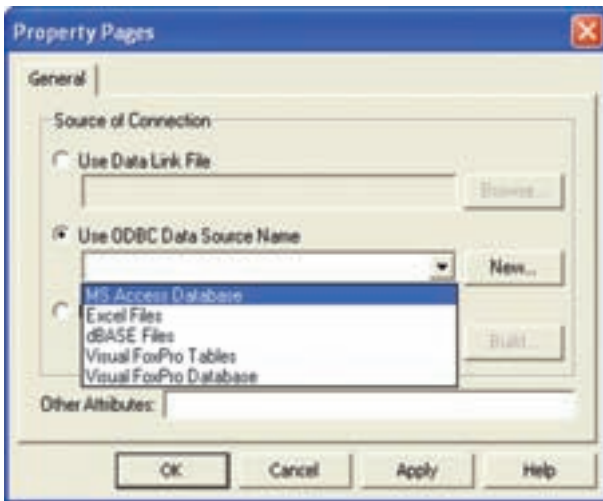 Property Pages
General
Source of Connection
Use Data Link File
Browse...
Use ODBC Data Source Name
New...
MS Access Database
Excel Files
dBASE Files
Visual FoxPro Tables
Visual FoxPro Database
Build...
Other Attributes:
OK Cancel Apply Help